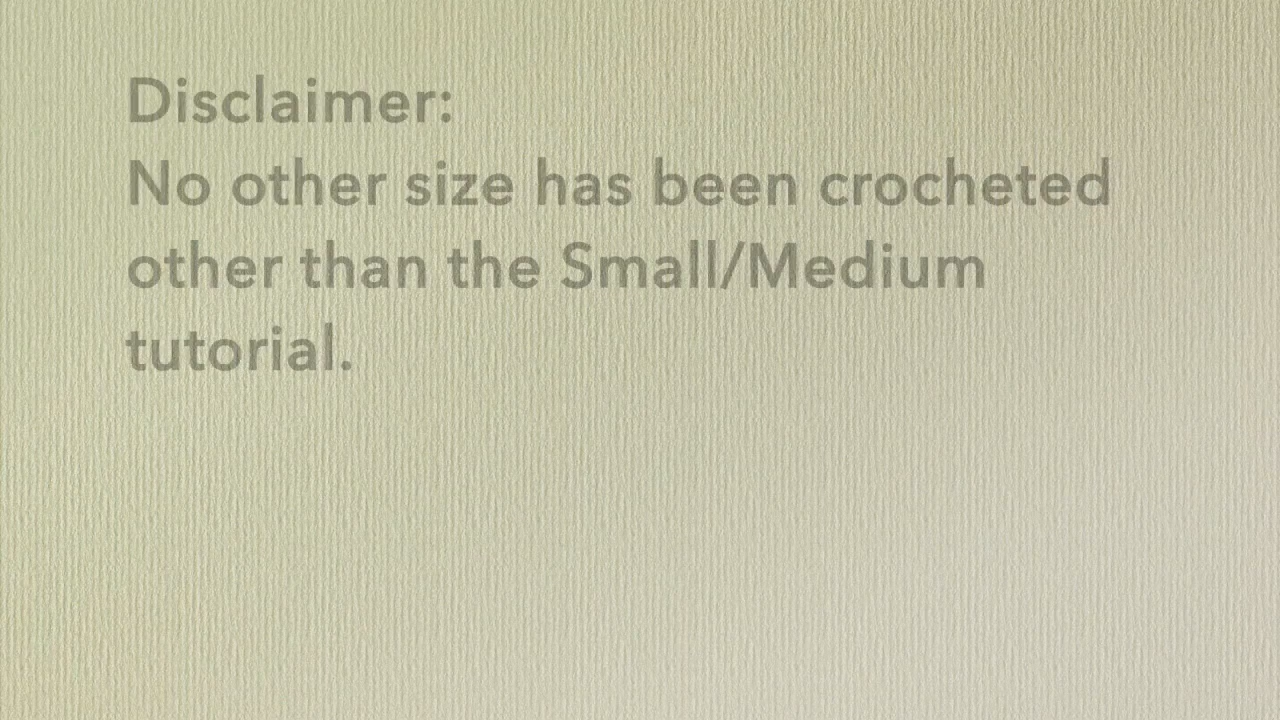 Disclaimer:
No other size has been crocheted
other than the Small/Medium
tutorial.